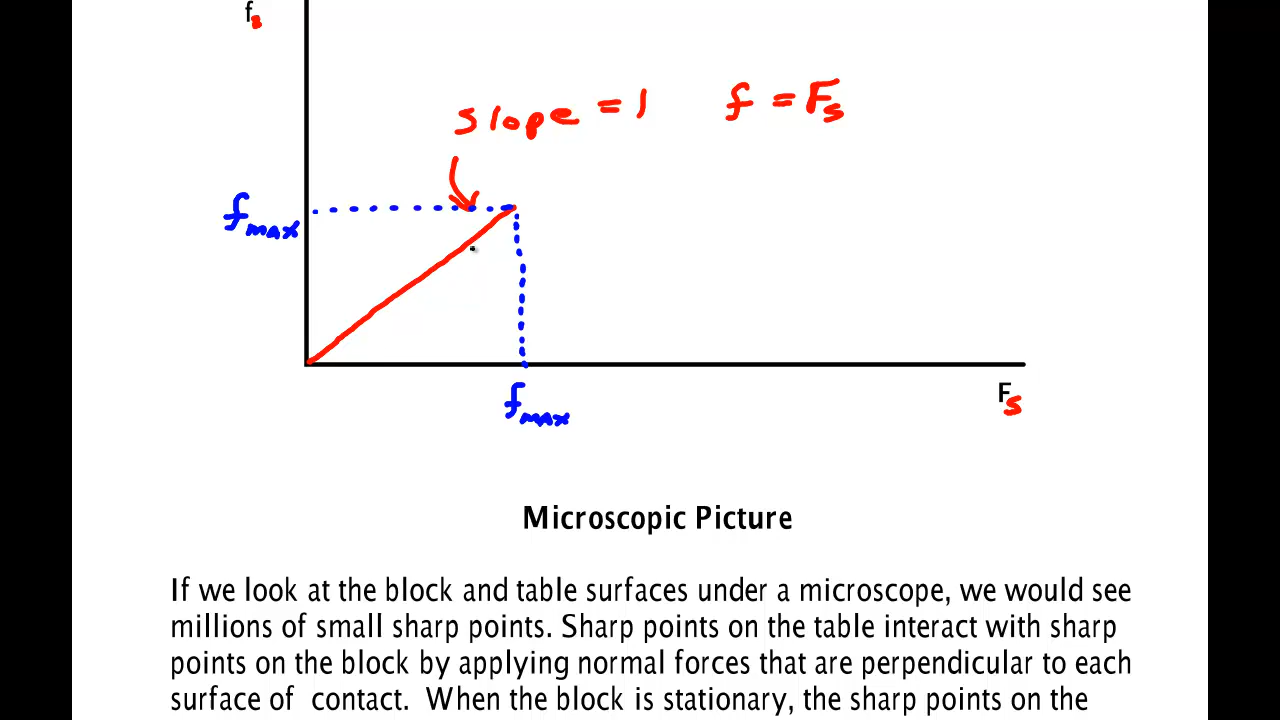 fs
slope = 1 f = Fs
fmax
fmax
Fs
Microscopic Picture
If we look at the block and table surfaces under a microscope, we would see
millions of small sharp points. Sharp points on the table interact with sharp
points on the block by applying normal forces that are perpendicular to each
surface of contact. When the block is stationary, the sharp points on the